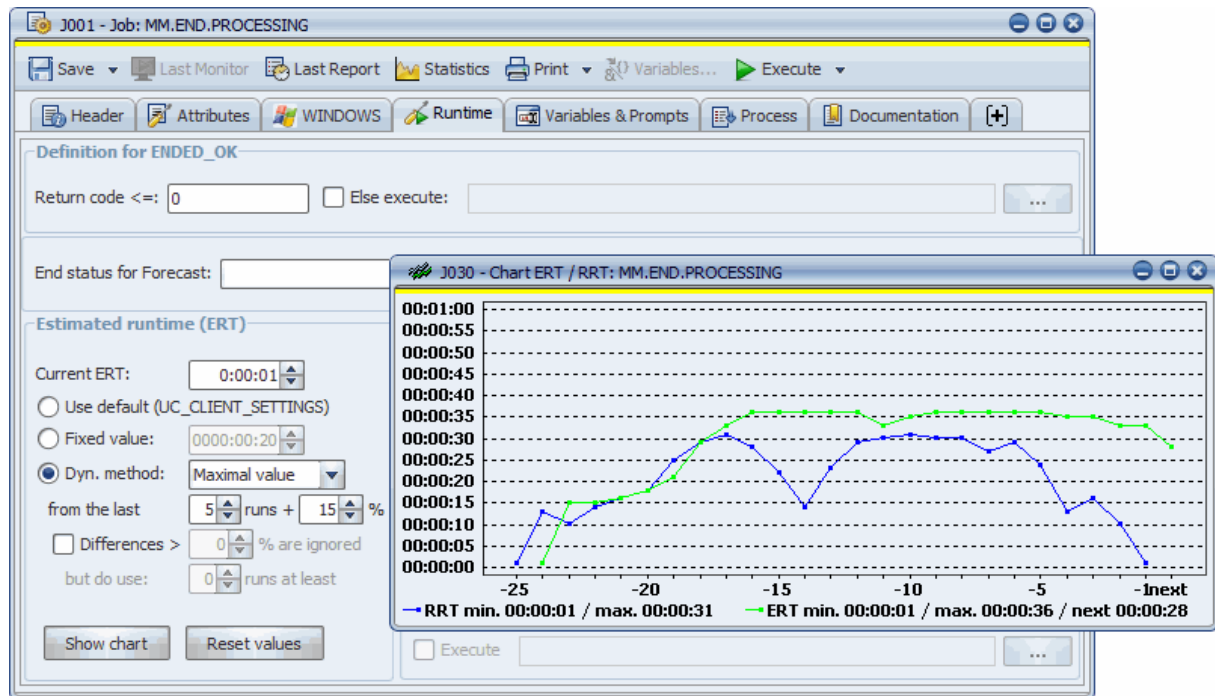 J001 - Job: MM.END.PROCESSING
Save Last Monitor Last Report Statistics Print Variables... Execute
Header Attributes WINDOWS Runtime Variables & Prompts Process Documentation [+]
Definition for ENDED_OK
Return code <=: 0 Else execute: ...
End status for Forecast:
Estimated runtime (ERT)
Current ERT: 0:00:01
Use default (UC_CLIENT_SETTINGS)
Fixed value: 0000:00:20
Dyn. method: Maximal value
from the last 5 runs + 15 %
Differences > 0 % are ignored
but do use: 0 runs at least
Show chart Reset values
J030 - Chart ERT / RRT: MM.END.PROCESSING
00:01:00
00:00:55
00:00:50
00:00:45
00:00:40
00:00:35
00:00:30
00:00:25
00:00:20
00:00:15
00:00:10
00:00:05
00:00:00
-25 -20 -15 -10 -5 -1next
RRT min. 00:00:01 / max. 00:00:31 ERT min. 00:00:01 / max. 00:00:36 / next 00:00:28
Execute ...